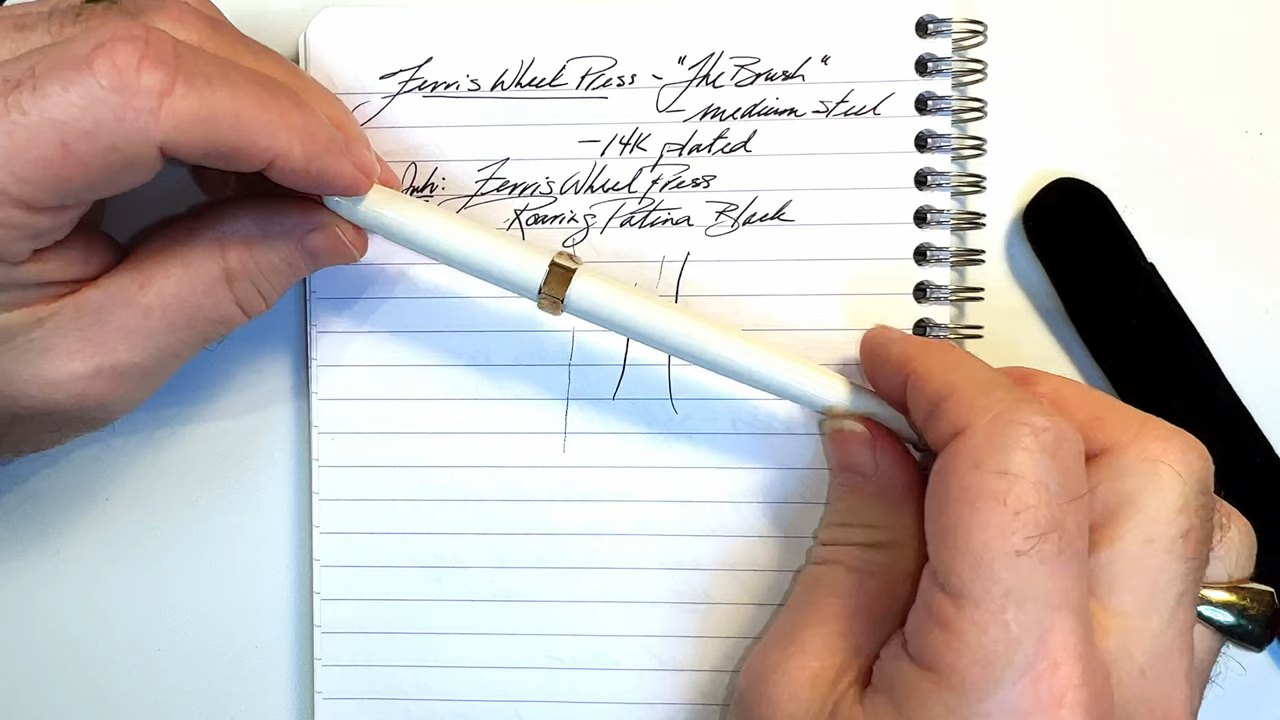 Ferris Wheel Press - "The Brush"
- medium steel
- 14K plated
Ink: Ferris Wheel Press
Roaring Patina Black